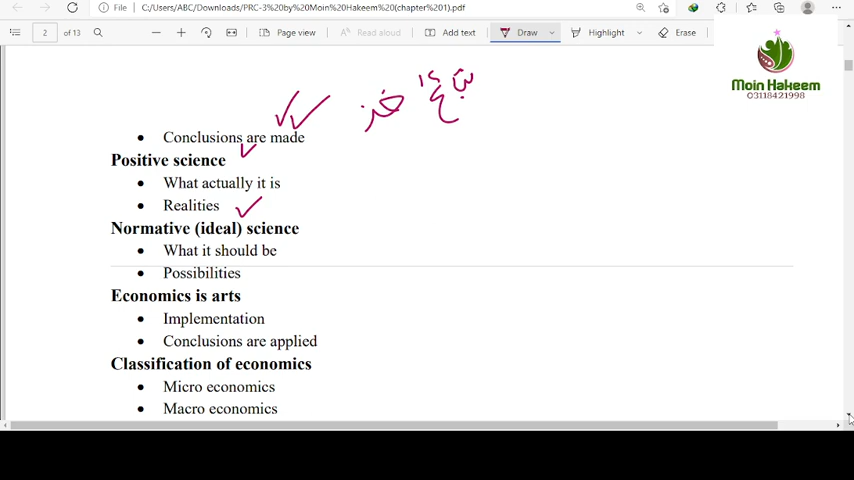 File
C:/Users/ABC/Downloads/PRC-3%20by%20Moin%20Hakeem%20(chapter%201).pdf
2 of 13
Page view
Read aloud
Add text
Draw
Highlight
Erase
Moin Hakeem
03118421998
Conclusions are made
Positive science
What actually it is
Realities
Normative (ideal) science
What it should be
Possibilities
Economics is arts
Implementation
Conclusions are applied
Classification of economics
Micro economics
Macro economics